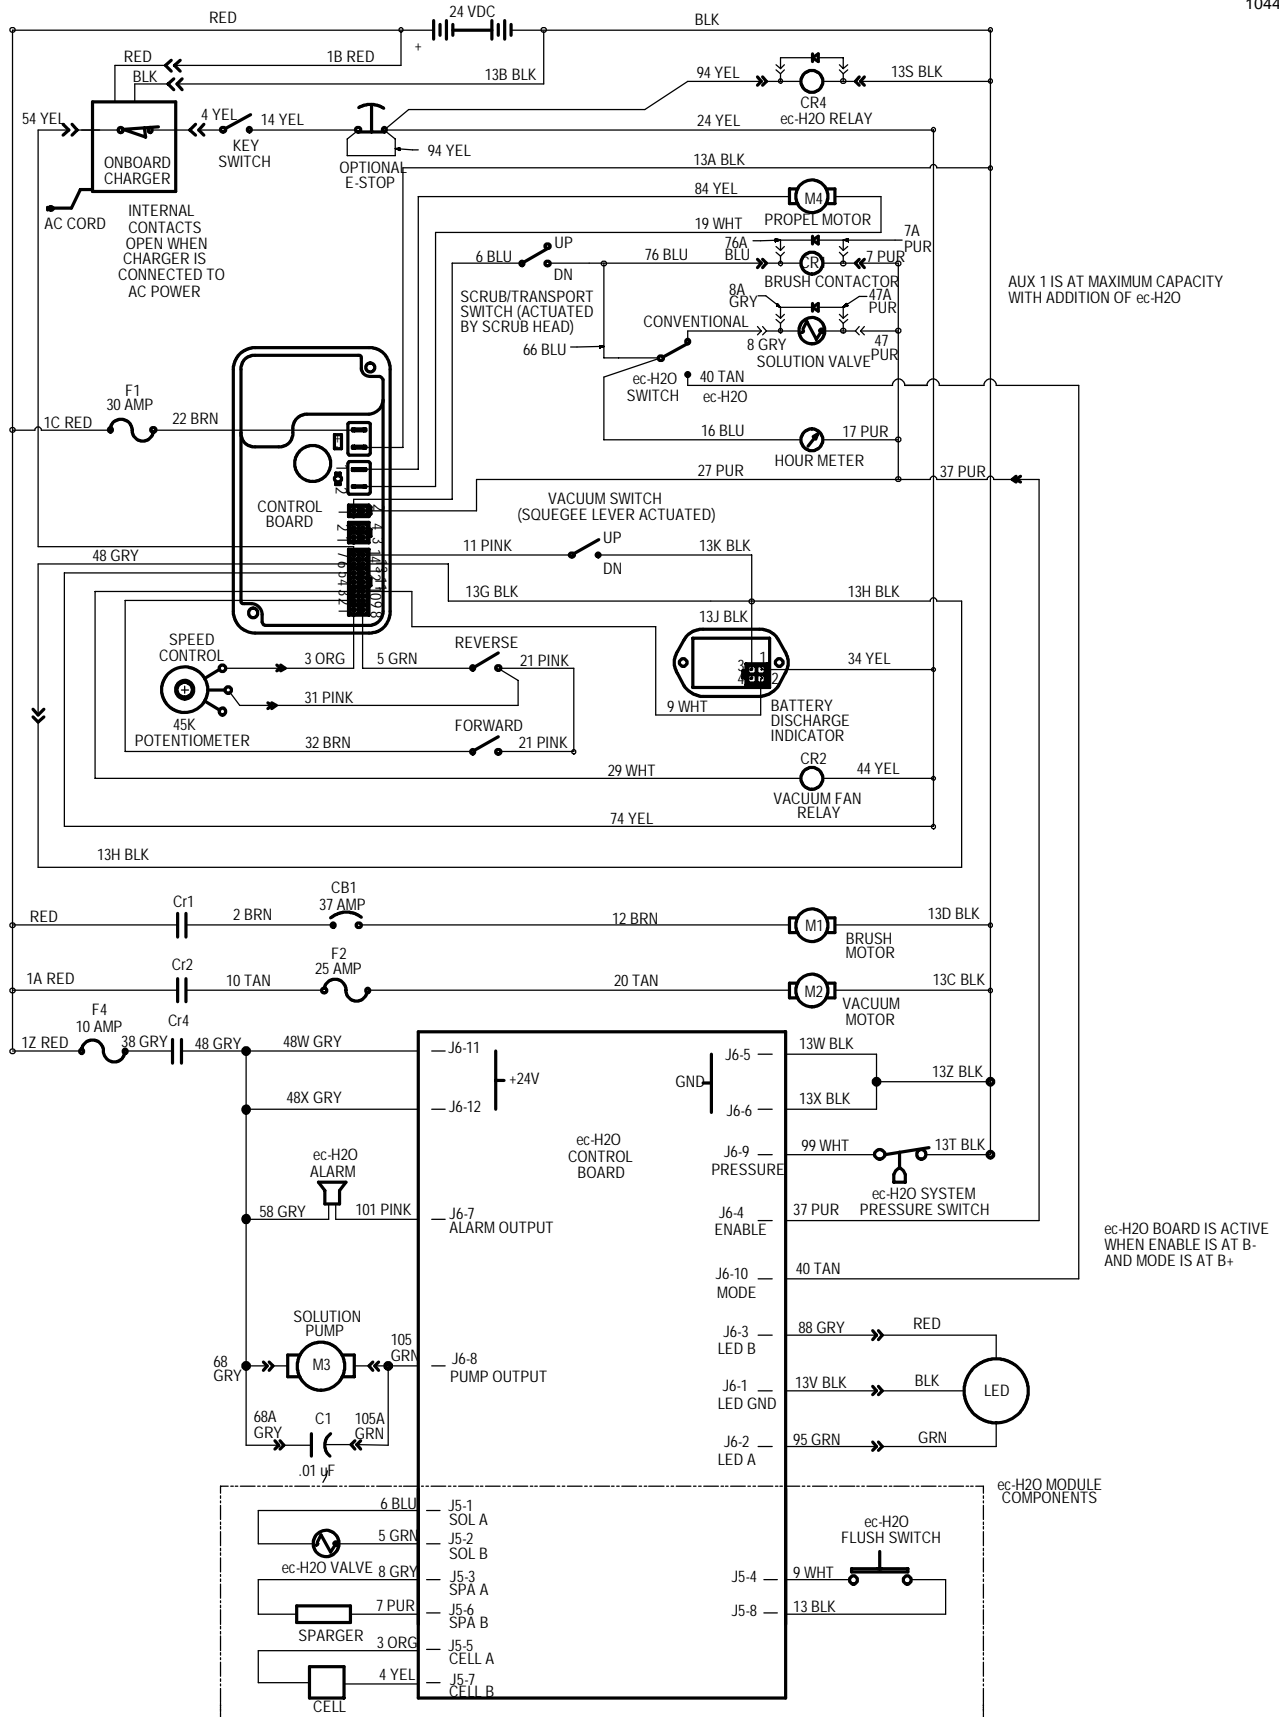 1044
RED
24 VDC
BLK
+
RED
1B RED
BLK
13B BLK
94 YEL
13S BLK
CR4
ec-H2O RELAY
54 YEL
4 YEL
14 YEL
24 YEL
KEY
SWITCH
94 YEL
ONBOARD
CHARGER
OPTIONAL
E-STOP
13A BLK
AC CORD
84 YEL
M4
PROPEL MOTOR
INTERNAL
CONTACTS
OPEN WHEN
CHARGER IS
CONNECTED TO
AC POWER
19 WHT
7A
PUR
76A
BLU
6 BLU
UP
DN
76 BLU
CR
7 PUR
BRUSH CONTACTOR
AUX 1 IS AT MAXIMUM CAPACITY
WITH ADDITION OF ec-H2O
SCRUB/TRANSPORT
SWITCH (ACTUATED
BY SCRUB HEAD)
8A
GRY
47A
PUR
CONVENTIONAL
66 BLU
8 GRY
47
PUR
SOLUTION VALVE
ec-H2O
SWITCH
40 TAN
ec-H2O
F1
30 AMP
1C RED
22 BRN
16 BLU
17 PUR
HOUR METER
27 PUR
37 PUR
CONTROL
BOARD
VACUUM SWITCH
(SQUEGEE LEVER ACTUATED)
48 GRY
11 PINK
UP
DN
13K BLK
13G BLK
13H BLK
13J BLK
SPEED
CONTROL
3 ORG
5 GRN
REVERSE
21 PINK
1
3
4
2
34 YEL
31 PINK
9 WHT
BATTERY
DISCHARGE
INDICATOR
45K
POTENTIOMETER
32 BRN
FORWARD
21 PINK
29 WHT
CR2
44 YEL
VACUUM FAN
RELAY
74 YEL
13H BLK
RED
Cr1
2 BRN
CB1
37 AMP
12 BRN
M1
13D BLK
BRUSH
MOTOR
1A RED
Cr2
10 TAN
F2
25 AMP
20 TAN
M2
13C BLK
VACUUM
MOTOR
F4
10 AMP
1Z RED
38 GRY
Cr4
48 GRY
48W GRY
J6-11
+24V
48X GRY
J6-12
J6-5
13W BLK
GND
13Z BLK
J6-6
13X BLK
ec-H2O
CONTROL
BOARD
ec-H2O
ALARM
J6-9
PRESSURE
99 WHT
13T BLK
ec-H2O SYSTEM
PRESSURE SWITCH
58 GRY
101 PINK
J6-7
ALARM OUTPUT
J6-4
ENABLE
37 PUR
ec-H2O BOARD IS ACTIVE
WHEN ENABLE IS AT B-
AND MODE IS AT B+
J6-10
MODE
40 TAN
SOLUTION
PUMP
M3
68
GRY
105
GRN
J6-8
PUMP OUTPUT
J6-3
LED B
88 GRY
RED
J6-1
LED GND
13V BLK
BLK
LED
68A
GRY
C1
105A
GRN
.01 uF
J6-2
LED A
95 GRN
GRN
ec-H2O MODULE
COMPONENTS
6 BLU
J5-1
SOL A
5 GRN
J5-2
SOL B
ec-H2O VALVE
ec-H2O
FLUSH SWITCH
8 GRY
J5-3
SPA A
7 PUR
J5-6
SPA B
SPARGER
J5-4
9 WHT
J5-8
13 BLK
3 ORG
J5-5
CELL A
4 YEL
J5-7
CELL B
CELL